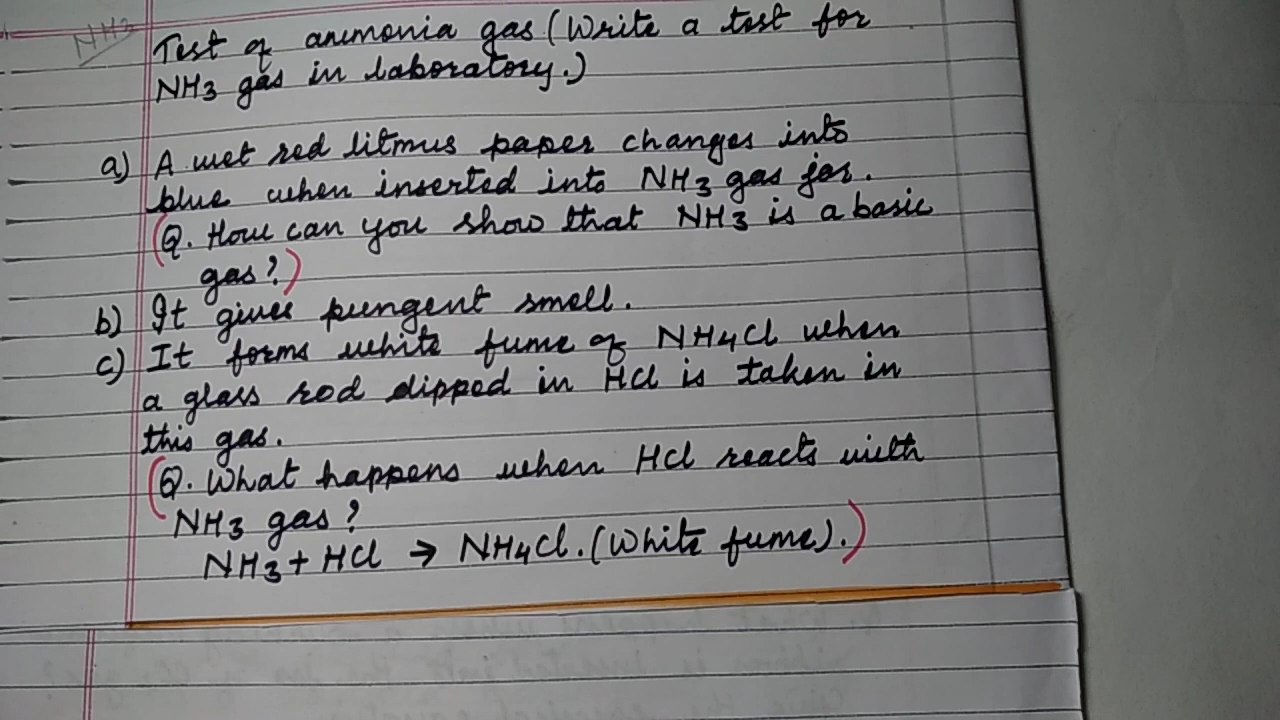 NH3
Test of ammonia gas (Write a test for
NH3 gas in laboratory.)
a) A wet red litmus paper changes into
blue when inserted into NH3 gas jar.
(Q. How can you show that NH3 is a basic
gas?)
b) It gives pungent smell.
c) It forms white fume of NH4Cl when
a glass rod dipped in HCl is taken in
this gas.
(Q. What happens when HCl reacts with
NH3 gas?
NH3 + HCl → NH4Cl. (White fume).)